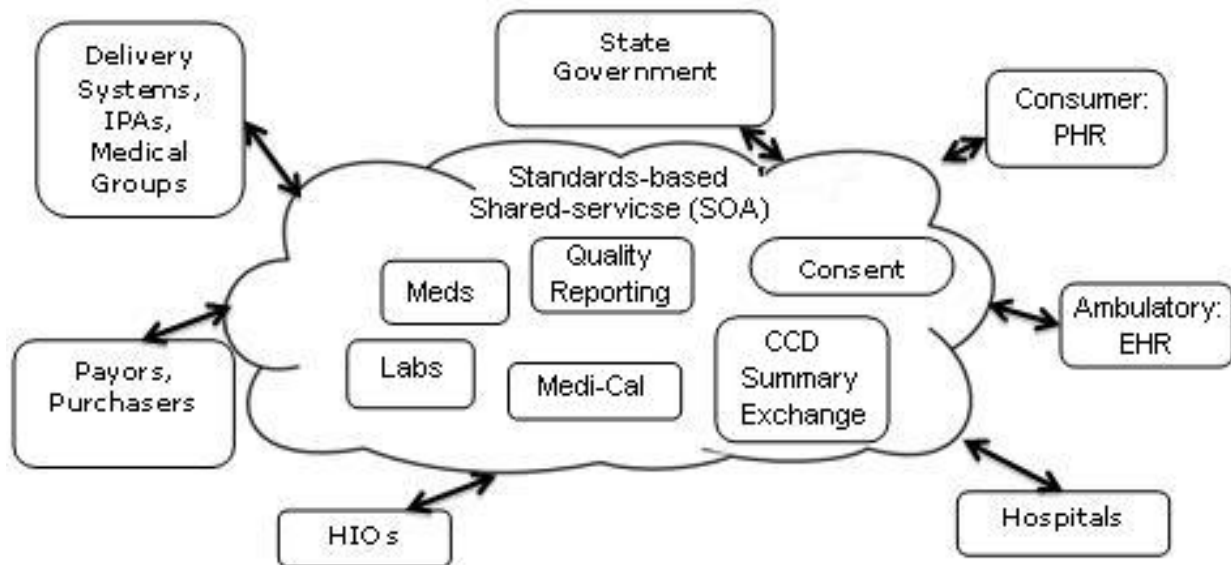 Delivery
Systems,
IPAs,
Medical
Groups
State
Government
Consumer:
PHR
Standards-based
Shared-servicse (SOA)
Meds
Quality
Reporting
Consent
Ambulatory:
EHR
Payors,
Purchasers
Labs
Medi-Cal
CCD
Summary
Exchange
HIOs
Hospitals